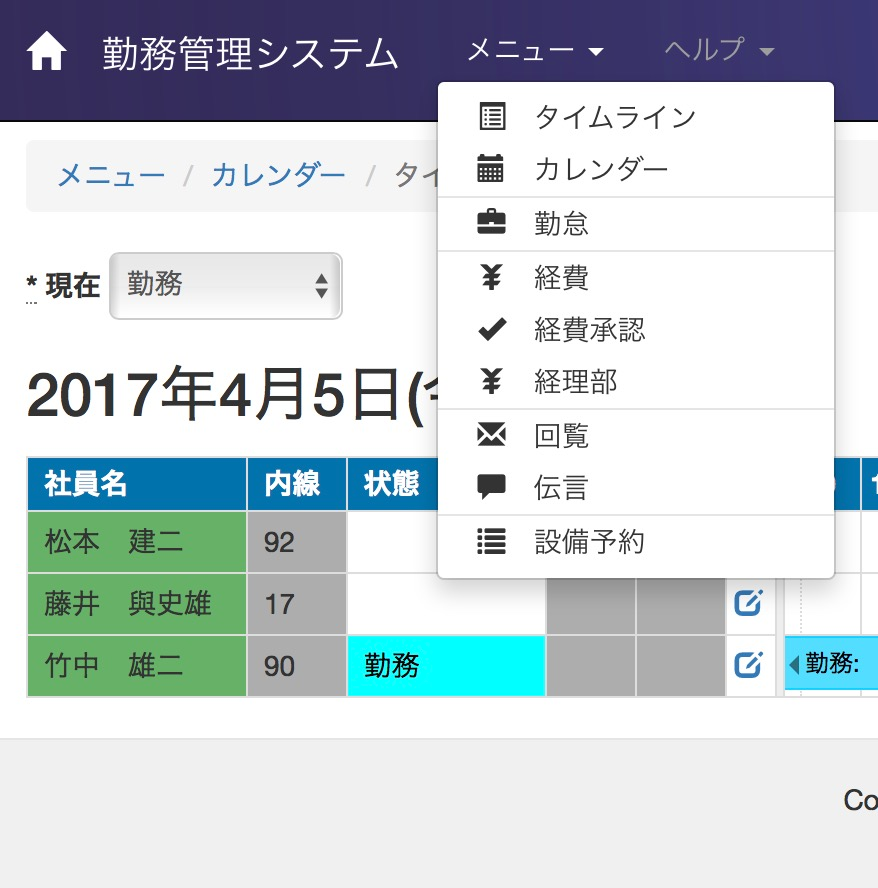 勤務管理システム メニュー ヘルプ
メニュー / カレンダー / タイ
タイムライン
カレンダー
勤怠
経費
経費承認
経理部
回覧
伝言
設備予約
* 現在 勤務
2017年4月5日(
社員名 内線 状態
松本 建二 92
藤井 與史雄 17
竹中 雄二 90 勤務 勤務:
Co